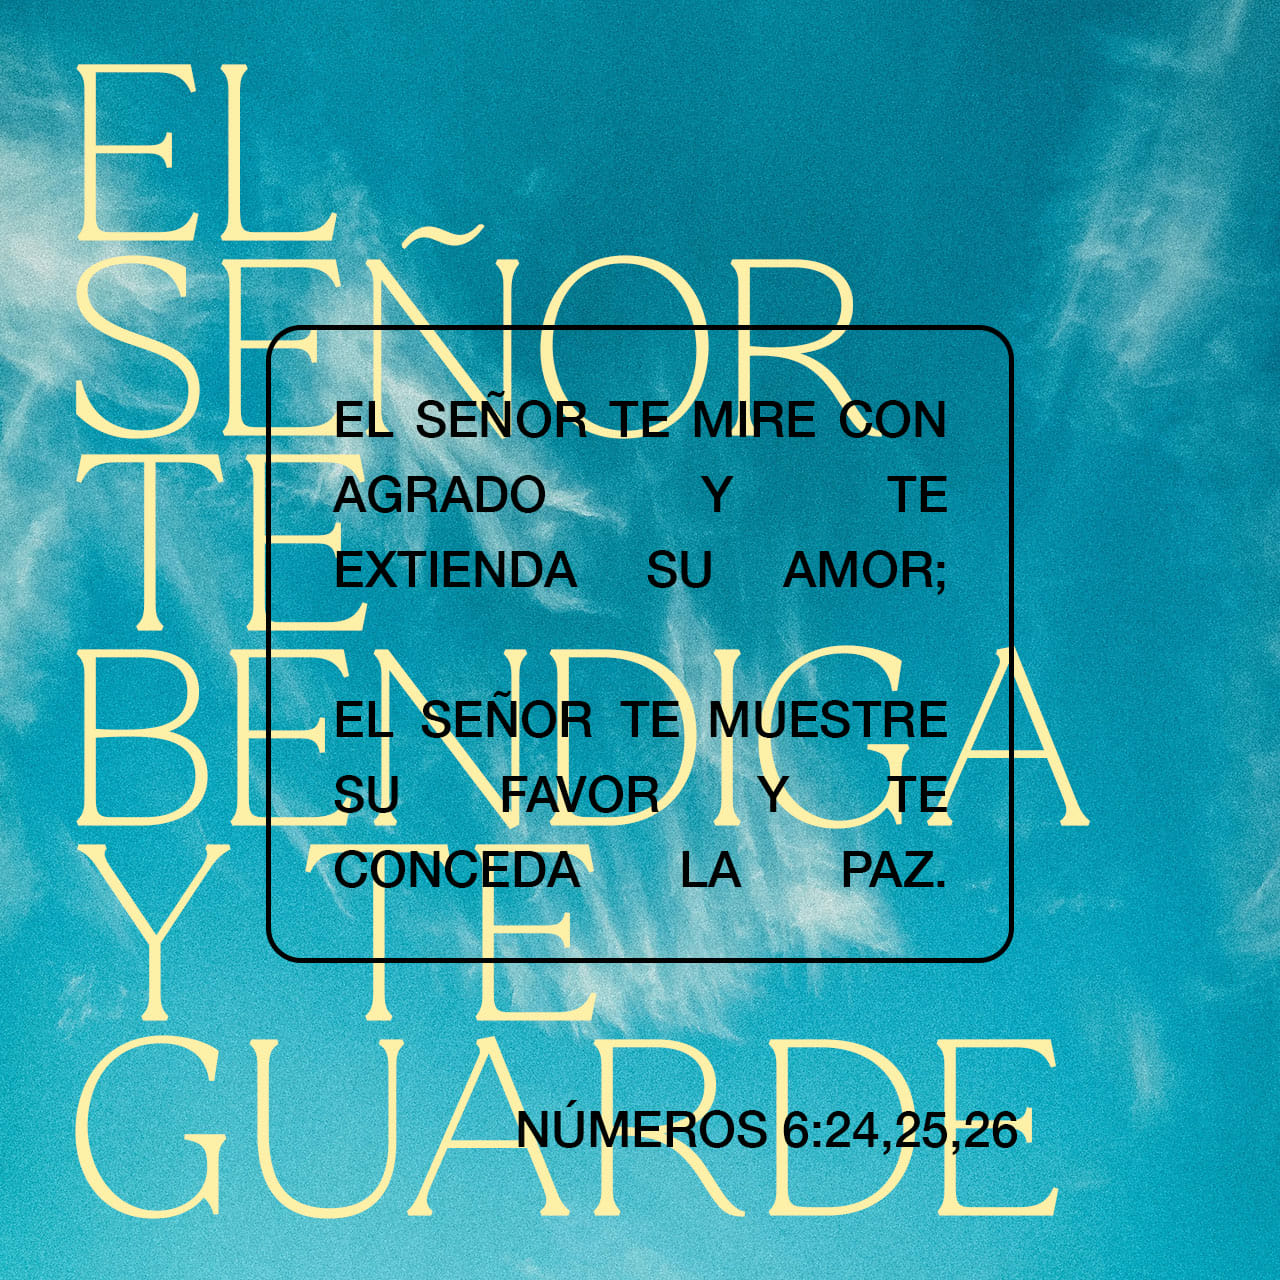 EL
SEÑOR
TE
BENDIGA
Y TE
GUARDE
EL SEÑOR TE MIRE CON
AGRADO Y TE
EXTIENDA SU AMOR;
EL SEÑOR TE MUESTRE
SU FAVOR Y TE
CONCEDA LA PAZ.
NÚMEROS 6:24,25,26